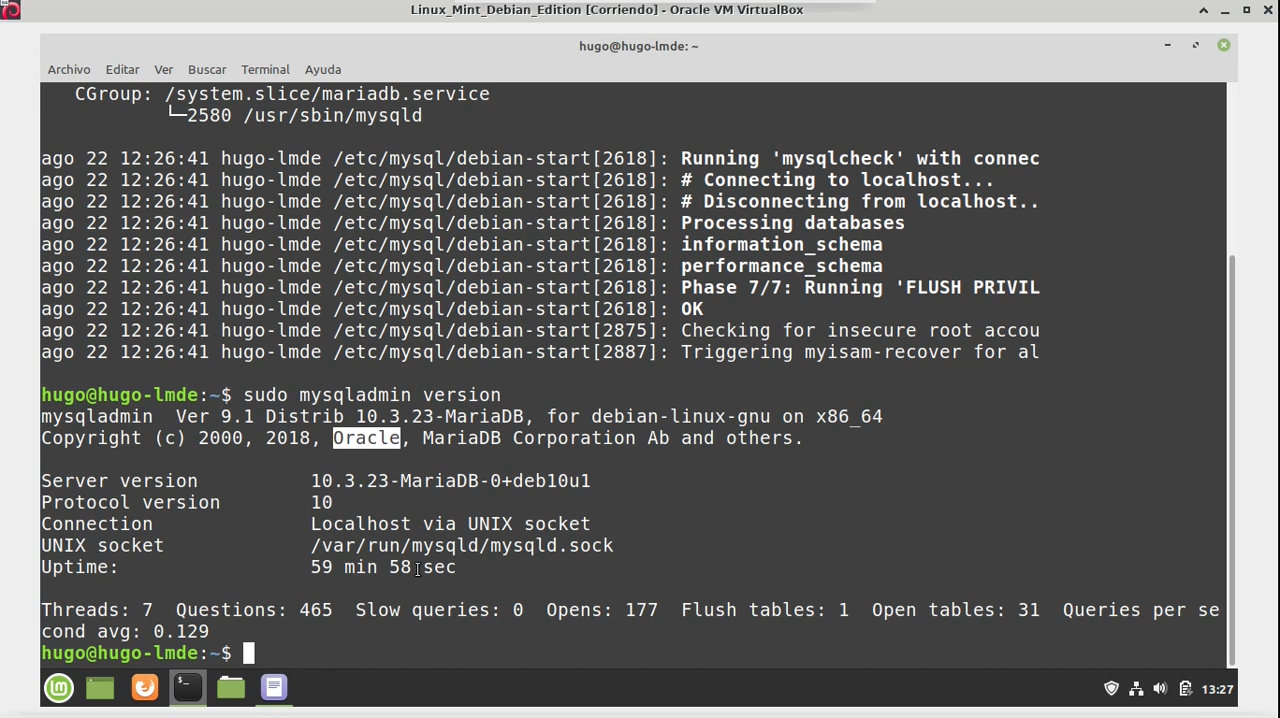 Linux_Mint_Debian_Edition [Corriendo] - Oracle VM VirtualBox
hugo@hugo-lmde: ~
Archivo Editar Ver Buscar Terminal Ayuda
CGroup: /system.slice/mariadb.service
└─2580 /usr/sbin/mysqld
ago 22 12:26:41 hugo-lmde /etc/mysql/debian-start[2618]: Running 'mysqlcheck' with connec
ago 22 12:26:41 hugo-lmde /etc/mysql/debian-start[2618]: # Connecting to localhost...
ago 22 12:26:41 hugo-lmde /etc/mysql/debian-start[2618]: # Disconnecting from localhost..
ago 22 12:26:41 hugo-lmde /etc/mysql/debian-start[2618]: Processing databases
ago 22 12:26:41 hugo-lmde /etc/mysql/debian-start[2618]: information_schema
ago 22 12:26:41 hugo-lmde /etc/mysql/debian-start[2618]: performance_schema
ago 22 12:26:41 hugo-lmde /etc/mysql/debian-start[2618]: Phase 7/7: Running 'FLUSH PRIVIL
ago 22 12:26:41 hugo-lmde /etc/mysql/debian-start[2618]: OK
ago 22 12:26:41 hugo-lmde /etc/mysql/debian-start[2875]: Checking for insecure root accou
ago 22 12:26:41 hugo-lmde /etc/mysql/debian-start[2887]: Triggering myisam-recover for al
hugo@hugo-lmde:~$ sudo mysqladmin version
mysqladmin  Ver 9.1 Distrib 10.3.23-MariaDB, for debian-linux-gnu on x86_64
Copyright (c) 2000, 2018, Oracle, MariaDB Corporation Ab and others.
Server version 10.3.23-MariaDB-0+deb10u1
Protocol version 10
Connection Localhost via UNIX socket
UNIX socket /var/run/mysqld/mysqld.sock
Uptime: 59 min 58 sec
Threads: 7  Questions: 465  Slow queries: 0  Opens: 177  Flush tables: 1  Open tables: 31  Queries per se
cond avg: 0.129
hugo@hugo-lmde:~$
13:27